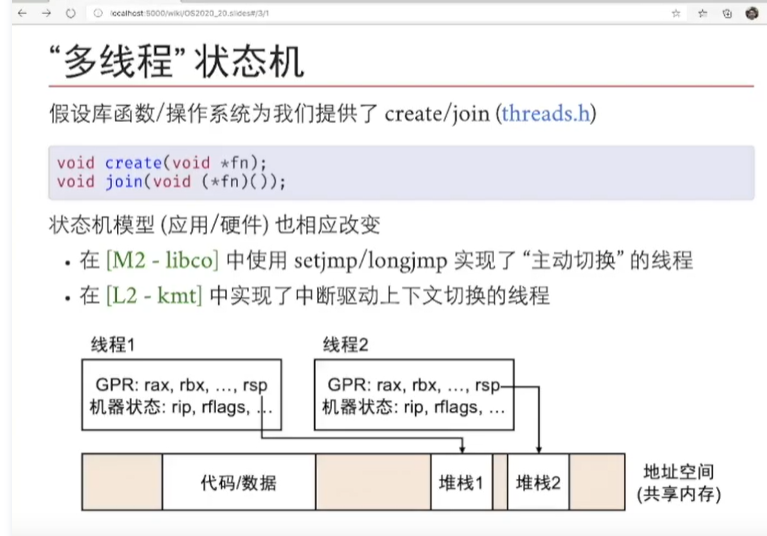 localhost:5000/wiki/OS2020_20.slides#/3/1
“多线程” 状态机
假设库函数/操作系统为我们提供了 create/join (threads.h)
void create(void *fn);
void join(void (*fn)());
状态机模型 (应用/硬件) 也相应改变
• 在 [M2 - libco] 中使用 setjmp/longjmp 实现了 “主动切换” 的线程
• 在 [L2 - kmt] 中实现了中断驱动上下文切换的线程
线程1
GPR: rax, rbx, …, rsp
机器状态: rip, rflags, …
线程2
GPR: rax, rbx, …, rsp
机器状态: rip, rflags, …
代码/数据
堆栈1
堆栈2
地址空间
(共享内存)